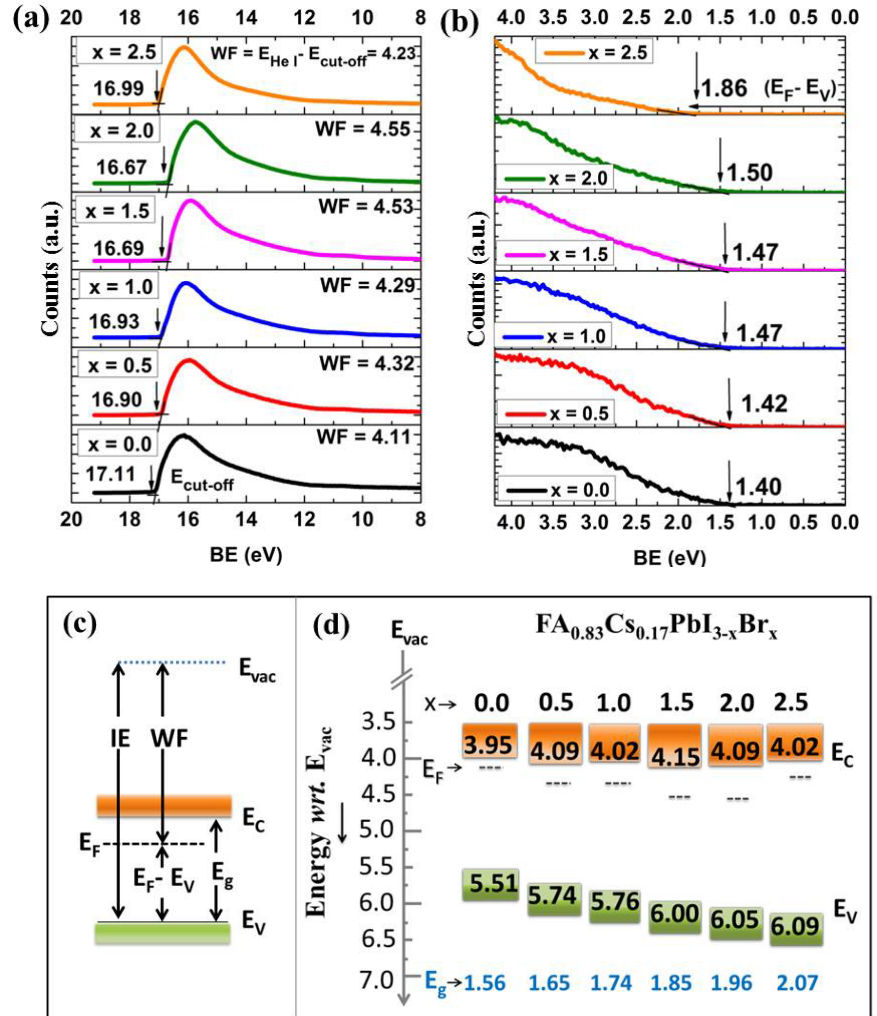 (a)
20 18 16 14 12 10 8
x = 2.5
WF = E_He I - E_cut-off = 4.23
16.99
x = 2.0
WF = 4.55
16.67
x = 1.5
WF = 4.53
16.69
x = 1.0
WF = 4.29
16.93
x = 0.5
WF = 4.32
16.90
x = 0.0
WF = 4.11
17.11
E_cut-off
Counts (a.u.)
20 18 16 14 12 10 8
BE (eV)
(b)
4.0 3.5 3.0 2.5 2.0 1.5 1.0 0.5 0.0
x = 2.5
1.86 (E_F - E_V)
x = 2.0
1.50
x = 1.5
1.47
x = 1.0
1.47
x = 0.5
1.42
x = 0.0
1.40
Counts (a.u.)
4.0 3.5 3.0 2.5 2.0 1.5 1.0 0.5 0.0
BE (eV)
(c)
E_vac
IE WF
E_C
E_F
E_F - E_V
E_g
E_V
(d)
E_vac
FA_0.83Cs_0.17PbI_3-xBr_x
x→ 0.0 0.5 1.0 1.5 2.0 2.5
3.5
4.0
4.5
5.0
5.5
6.0
6.5
7.0
Energy wrt. E_vac
3.95 4.09 4.02 4.15 4.09 4.02
E_C
E_F
5.51 5.74 5.76 6.00 6.05 6.09
E_V
E_g→ 1.56 1.65 1.74 1.85 1.96 2.07